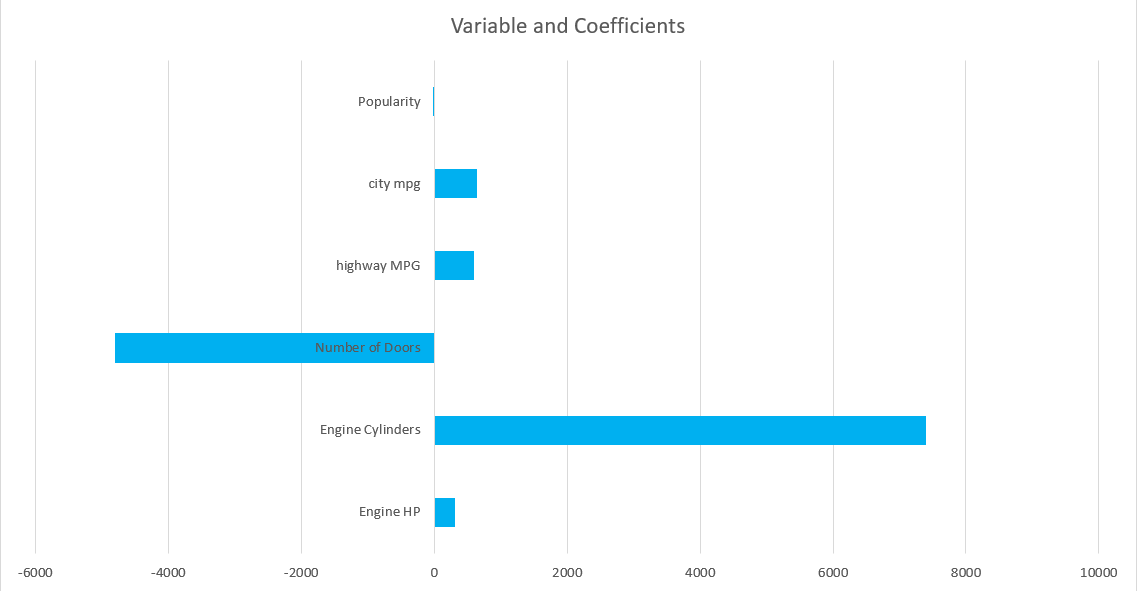 Variable and Coefficients
Popularity
city mpg
highway MPG
Number of Doors
Engine Cylinders
Engine HP
-6000 -4000 -2000 0 2000 4000 6000 8000 10000